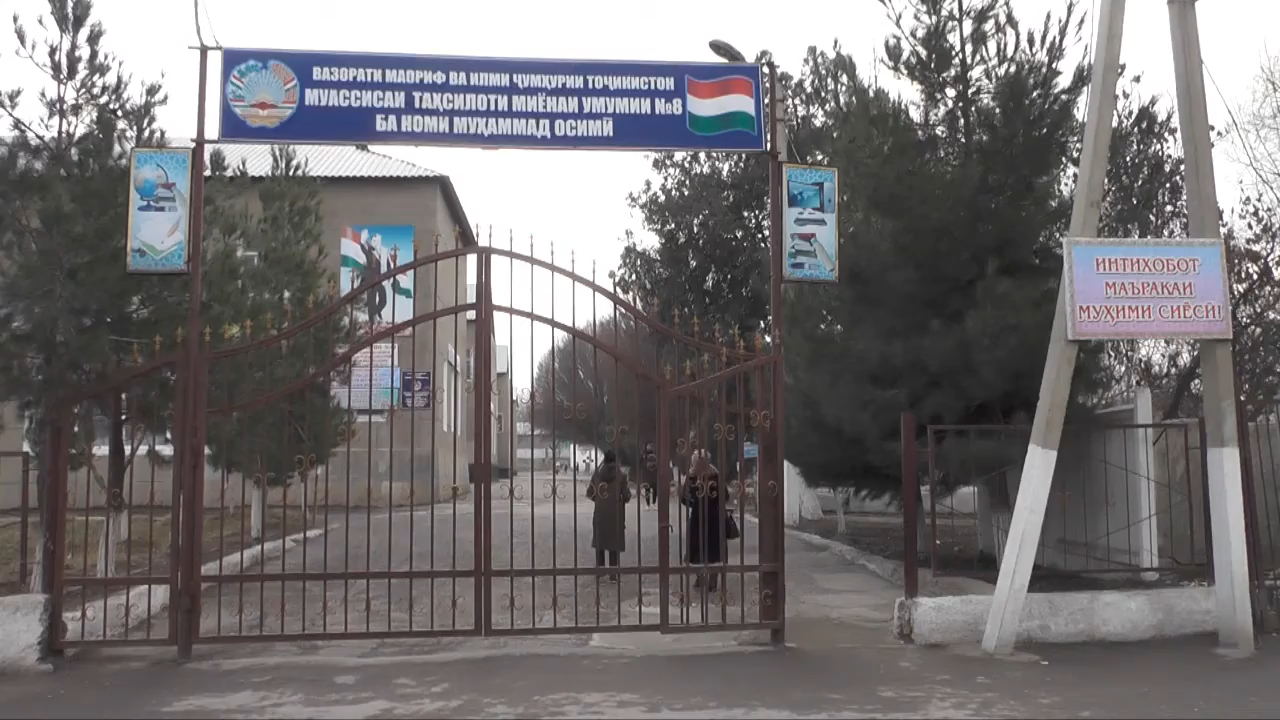 ВАЗОРАТИ МАОРИФ ВА ИЛМИ ҶУМҲУРИИ ТОҶИКИСТОН
МУАССИСАИ ТАҲСИЛОТИ МИЁНАИ УМУМИИ №8
БА НОМИ МУҲАММАД ОСИМӢ
ИНТИХОБОТ
МАЪРАКАИ
МУҲИМИ СИЁСӢ!